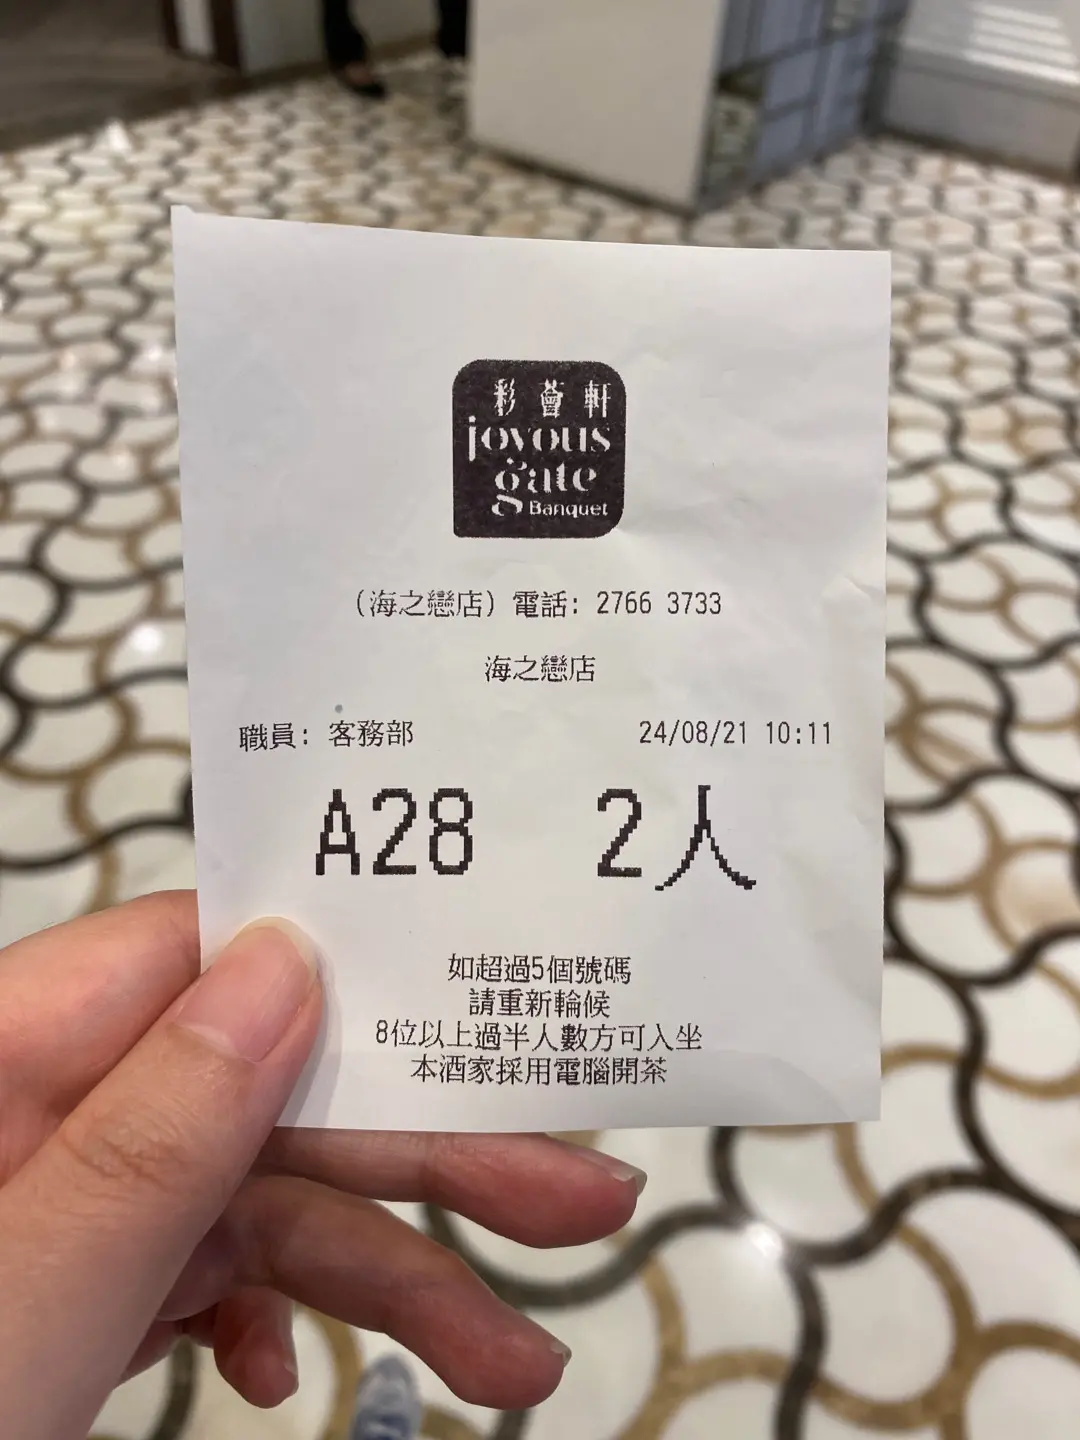 彩薈軒
joyous
gate
Banquet
(海之戀店) 電話: 2766 3733
海之戀店
職員: 客務部 24/08/21 10:11
A28 2人
如超過5個號碼
請重新輪候
8位以上過半人數方可入坐
本酒家採用電腦開茶